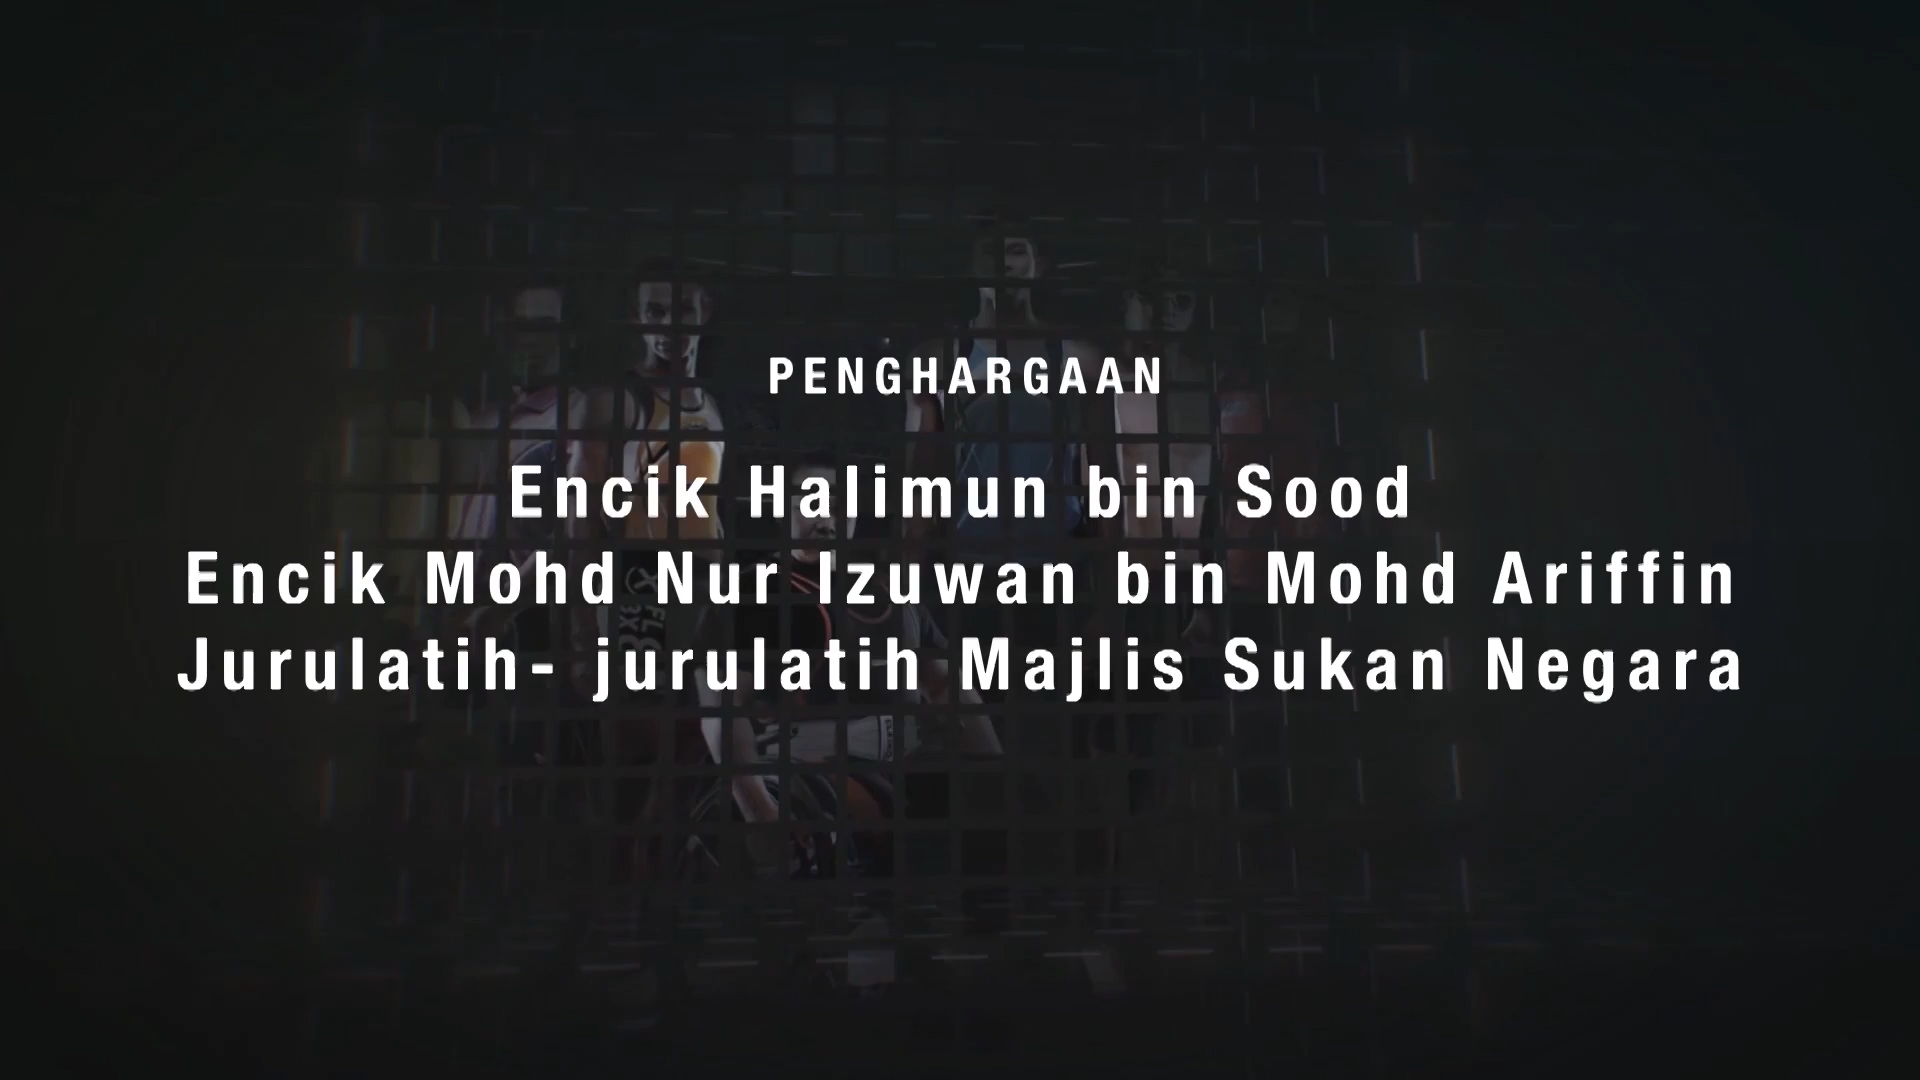 PENGHARGAAN
Encik Halimun bin Sood
Encik Mohd Nur Izuwan bin Mohd Ariffin
Jurulatih- jurulatih Majlis Sukan Negara